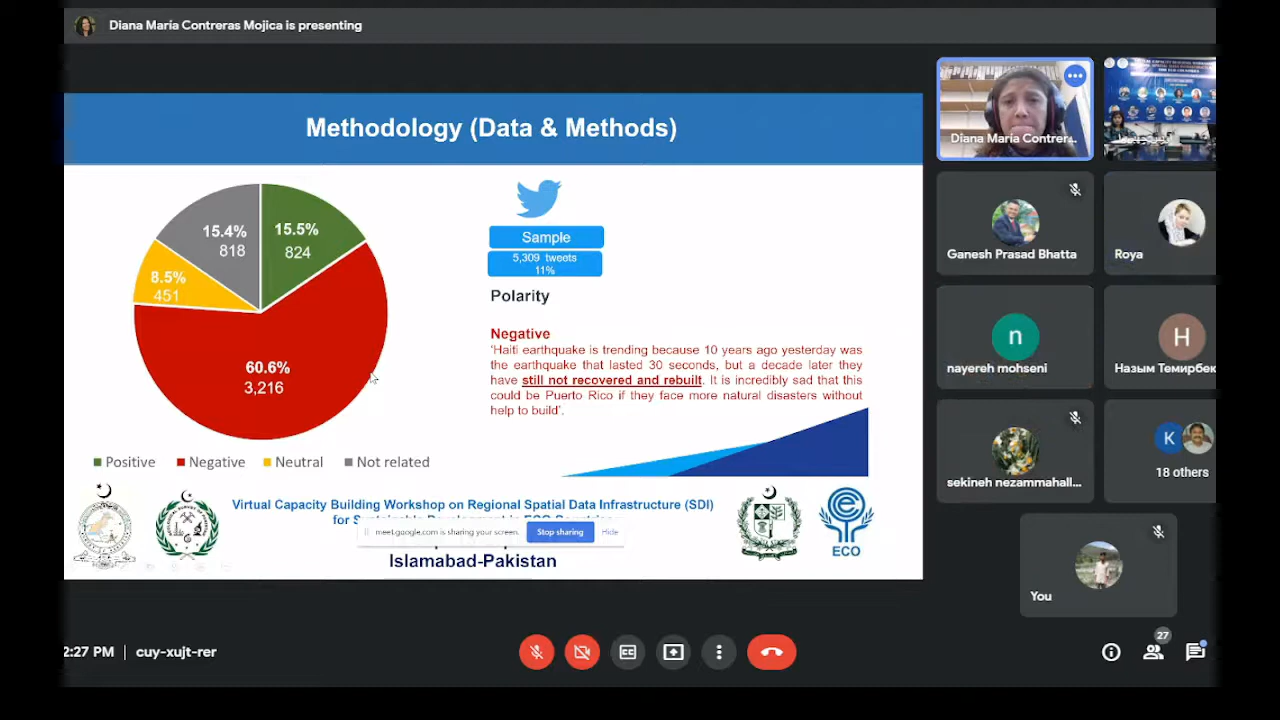 Diana María Contreras Mojica is presenting
Methodology (Data & Methods)
15.4%
818
15.5%
824
8.5%
451
60.6%
3,216
Positive
Negative
Neutral
Not related
Sample
5,309 tweets
11%
Polarity
Negative
'Haiti earthquake is trending because 10 years ago yesterday was
the earthquake that lasted 30 seconds, but a decade later they
have still not recovered and rebuilt. It is incredibly sad that this
could be Puerto Rico if they face more natural disasters without
help to build'.
Virtual Capacity Building Workshop on Regional Spatial Data Infrastructure (SDI)
meet.google.com is sharing your screen.
Stop sharing
Hide
Islamabad-Pakistan
ECO
Diana María Contrer...
Ganesh Prasad Bhatta
Roya
n
nayereh mohseni
Н
Назым Темирбек
sekineh nezammahall...
K
18 others
You
2:27 PM
cuy-xujt-rer
CC
27